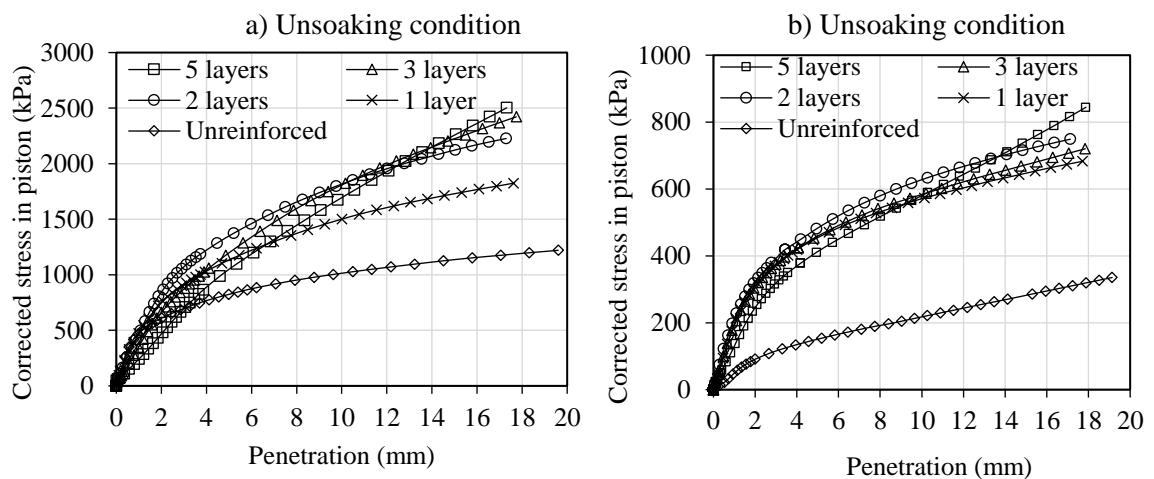 a) Unsoaking condition
Corrected stress in piston (kPa)
3000
2500
2000
1500
1000
500
0
5 layers
3 layers
2 layers
1 layer
Unreinforced
0 2 4 6 8 10 12 14 16 18 20
Penetration (mm)
b) Unsoaking condition
Corrected stress in piston (kPa)
1000
800
600
400
200
0
5 layers
3 layers
2 layers
1 layer
Unreinforced
0 2 4 6 8 10 12 14 16 18 20
Penetration (mm)